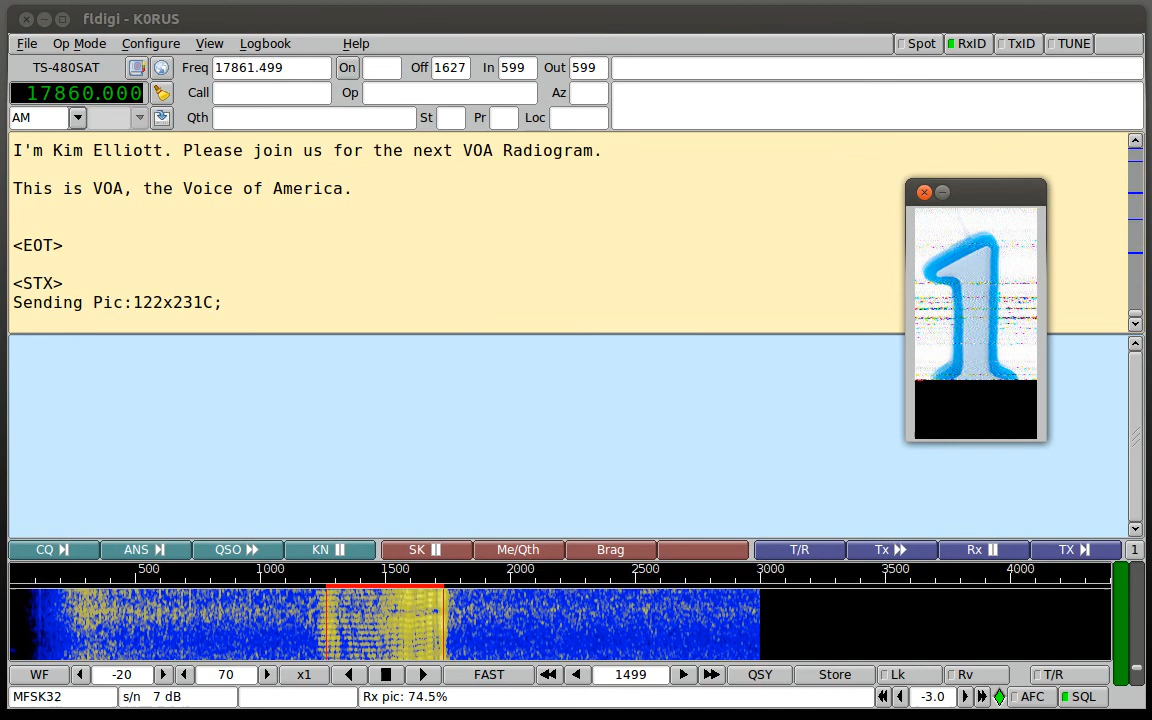 fldigi - K0RUS
File Op Mode Configure View Logbook Help Spot RxID TxID TUNE
TS-480SAT Freq 17861.499 On Off 1627 In 599 Out 599
17860.000 Call Op Az
AM Qth St Pr Loc
I'm Kim Elliott. Please join us for the next VOA Radiogram.
This is VOA, the Voice of America.
<EOT>
<STX>
Sending Pic:122x231C;
1
CQ ANS QSO KN SK Me/Qth Brag T/R Tx Rx TX 1
500 1000 1500 2000 2500 3000 3500 4000
WF -20 70 x1 FAST 1499 QSY Store Lk Rv T/R
MFSK32 s/n 7 dB Rx pic: 74.5% -3.0 AFC SQL